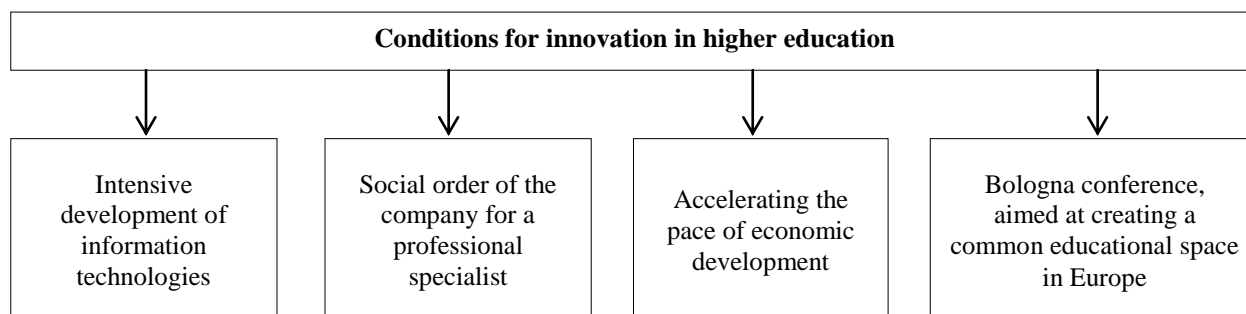 Conditions for innovation in higher education
Intensive
development of
information
technologies
Social order of the
company for a
professional
specialist
Accelerating the
pace of economic
development
Bologna conference,
aimed at creating a
common educational space
in Europe